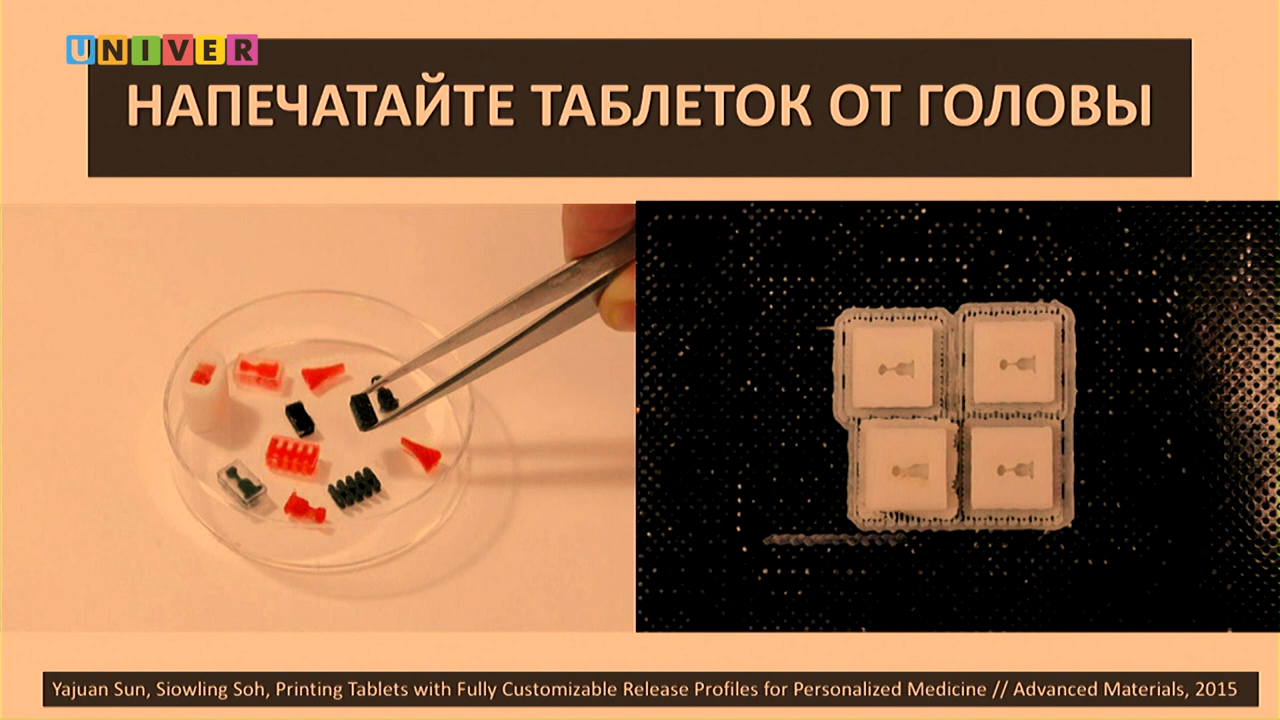 UNIVER
НАПЕЧАТАЙТЕ ТАБЛЕТОК ОТ ГОЛОВЫ
Yajuan Sun, Siowling Soh, Printing Tablets with Fully Customizable Release Profiles for Personalized Medicine // Advanced Materials, 2015